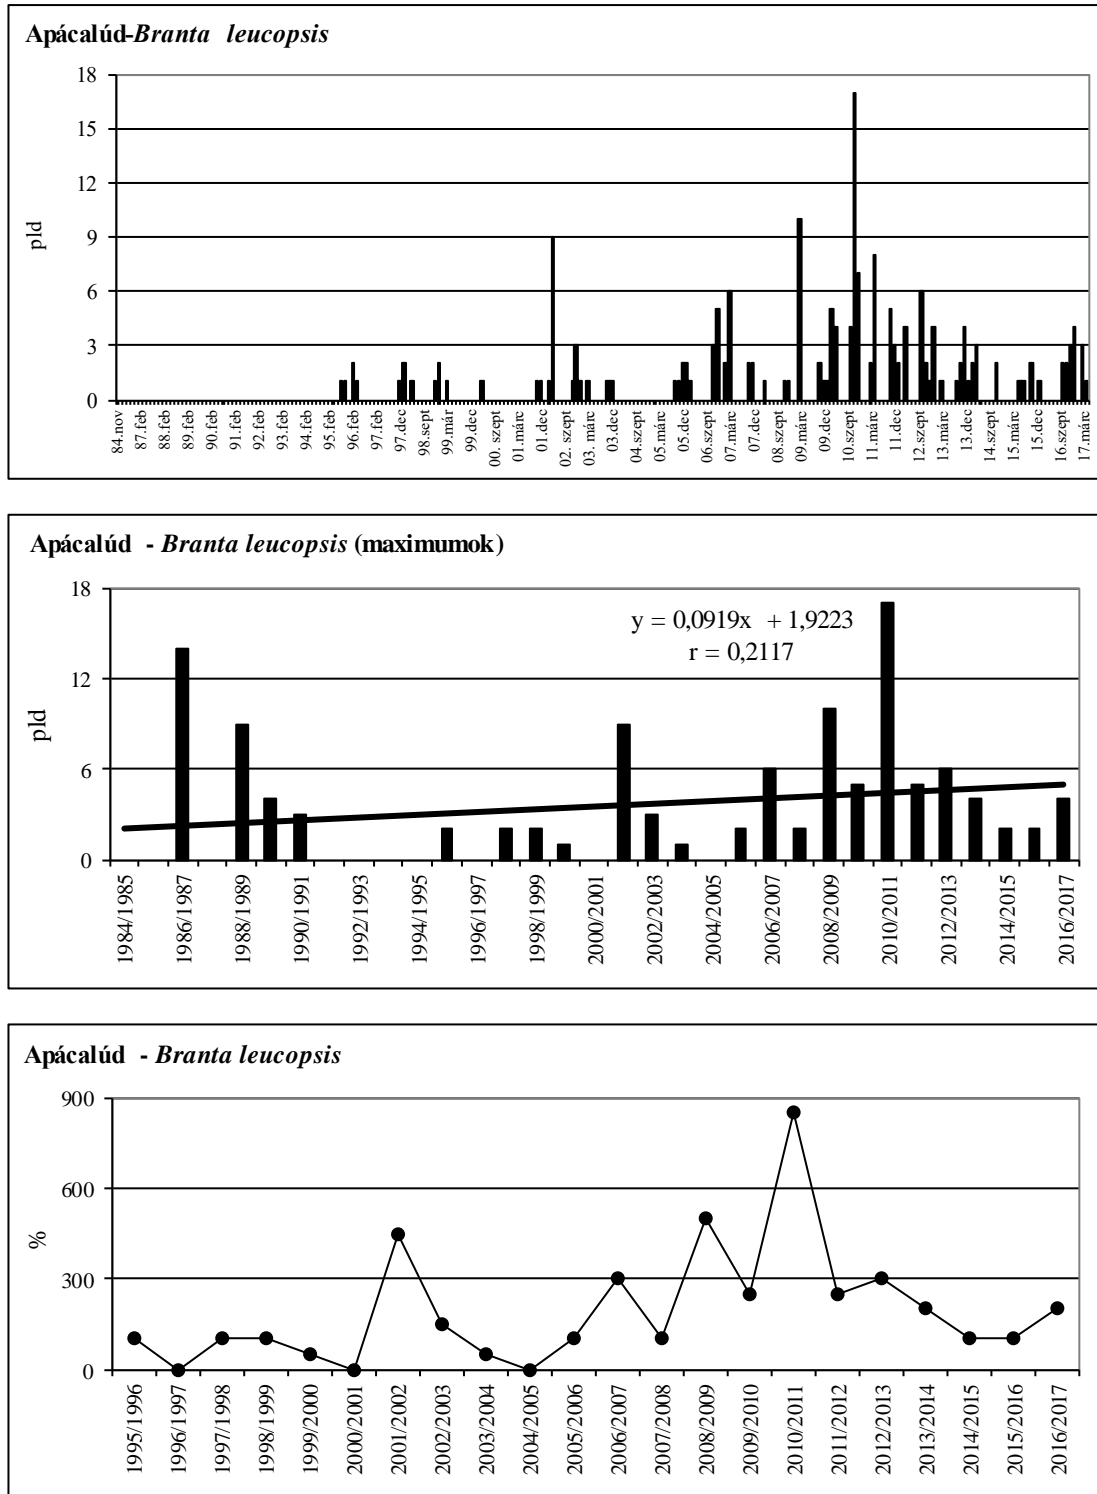 Apácalúd-Branta leucopsis
18
15
12
9
6
3
0
pld
84.nov 87.feb 88.feb 89.feb 90.feb 91.feb 92.feb 93.feb 94.feb 95.feb 96.feb 97.feb 97.dec 98.sept 99.már 99.dec 00. szept 01.márc 01.dec 02. szept 03. márc 03.dec 04.szept 05.márc 05.dec 06.szept 07.márc 07.dec 08.szept 09.márc 09.dec 10.szept 11.márc 11.dec 12.szept 13.márc 13.dec 14.szept 15.márc 15.dec 16.szept 17.márc
Apácalúd - Branta leucopsis (maximumok)
18
12
6
0
pld
y = 0,0919x + 1,9223
r = 0,2117
1984/1985 1986/1987 1988/1989 1990/1991 1992/1993 1994/1995 1996/1997 1998/1999 2000/2001 2002/2003 2004/2005 2006/2007 2008/2009 2010/2011 2012/2013 2014/2015 2016/2017
Apácalúd - Branta leucopsis
900
600
300
0
%
1995/1996 1996/1997 1997/1998 1998/1999 1999/2000 2000/2001 2001/2002 2002/2003 2003/2004 2004/2005 2005/2006 2006/2007 2007/2008 2008/2009 2009/2010 2010/2011 2011/2012 2012/2013 2013/2014 2014/2015 2015/2016 2016/2017